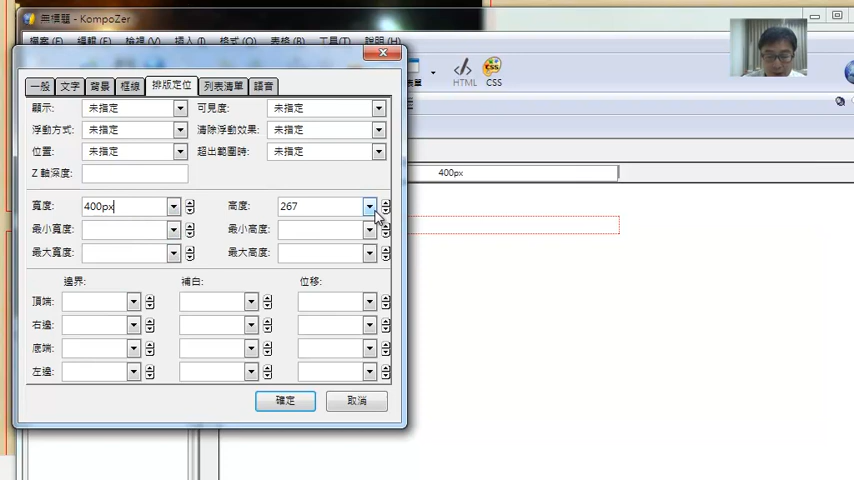 無標題 - KompoZer
檔案(F) 編輯(E) 檢視(V) 插入(I) 格式(O) 表格(B) 工具(T) 說明(H)
單 HTML CSS
一般 文字 背景 框線 排版定位 列表清單 語音
顯示: 未指定 可見度: 未指定
浮動方式: 未指定 清除浮動效果: 未指定
位置: 未指定 超出範圍時: 未指定
Z 軸深度:
400px
寬度: 400px 高度: 267
最小寬度: 最小高度:
最大寬度: 最大高度:
邊界: 補白: 位移:
頂端:
右邊:
底端:
左邊:
確定 取消